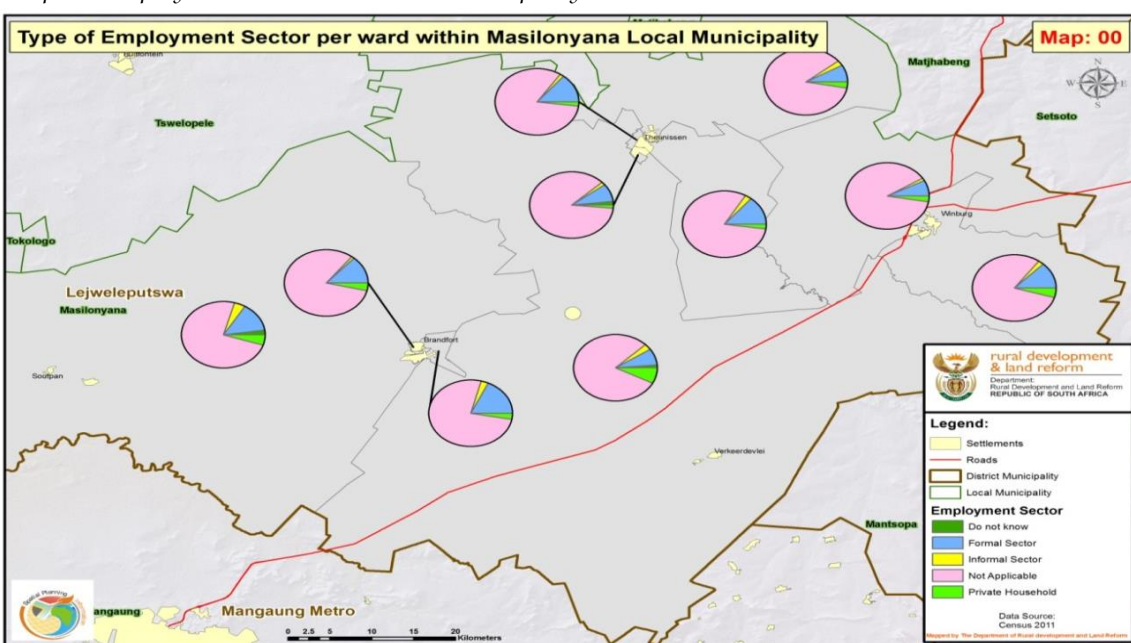 Type of Employment Sector per ward within Masilonyana Local Municipality
Map: 00
Matjhabeng
Setsoto
Tswelopele
Theunissen
Winburg
Tokologo
Lejweleputswa
Masilonyana
Soutpan
Brandfort
Verkeerdevlei
Mantsopa
Mangaung Metro
N
W
E
S
rural development
& land reform
Department:
Rural Development and Land Reform
REPUBLIC OF SOUTH AFRICA
Legend:
Settlements
Roads
District Municipality
Local Municipality
Employment Sector
Do not know
Formal Sector
Informal Sector
Not Applicable
Private Household
Data Source:
Census 2011
Mapped by The Department of Rural development and Land Reform
Spatial Planning
angaung
0 2.5 5 10 15 20
Kilometers